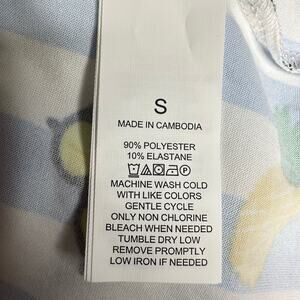 S
MADE IN CAMBODIA
90% POLYESTER
10% ELASTANE
MACHINE WASH COLD
WITH LIKE COLORS
GENTLE CYCLE
ONLY NON CHLORINE
BLEACH WHEN NEEDED
TUMBLE DRY LOW
REMOVE PROMPTLY
LOW IRON IF NEEDED